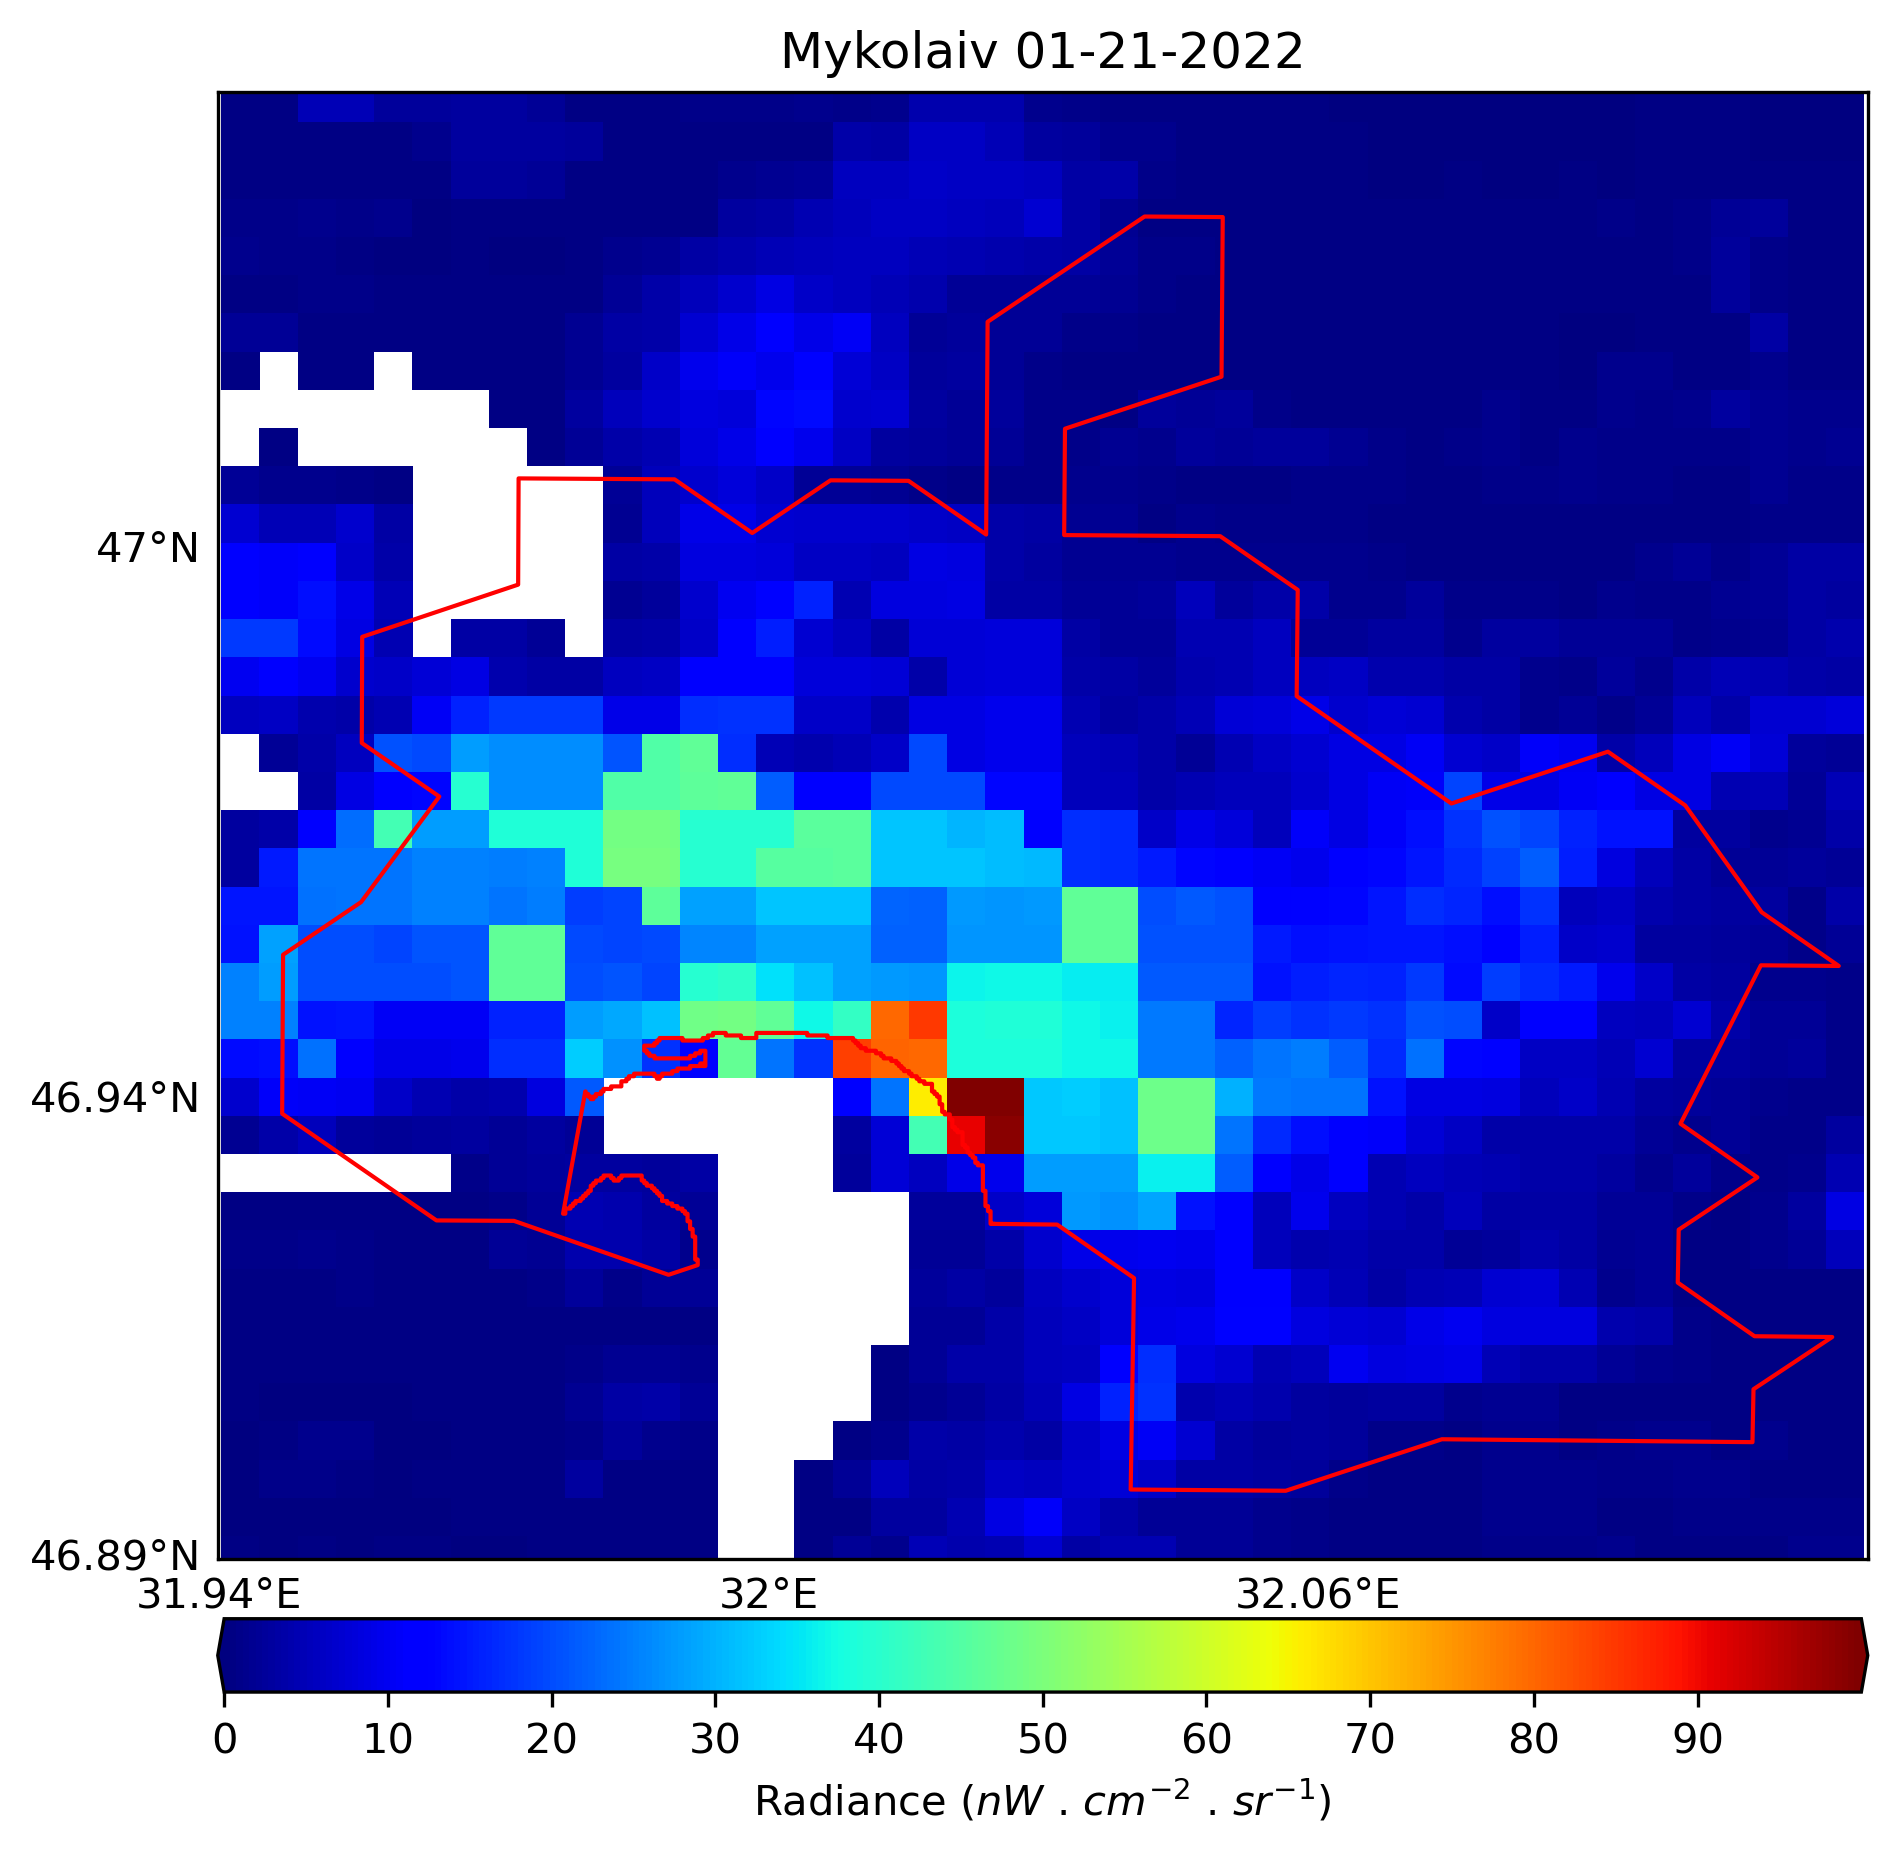 Mykolaiv 01-21-2022
47°N
46.94°N
46.89°N
31.94°E 32°E 32.06°E
0 10 20 30 40 50 60 70 80 90
Radiance (nW . cm⁻² . sr⁻¹)